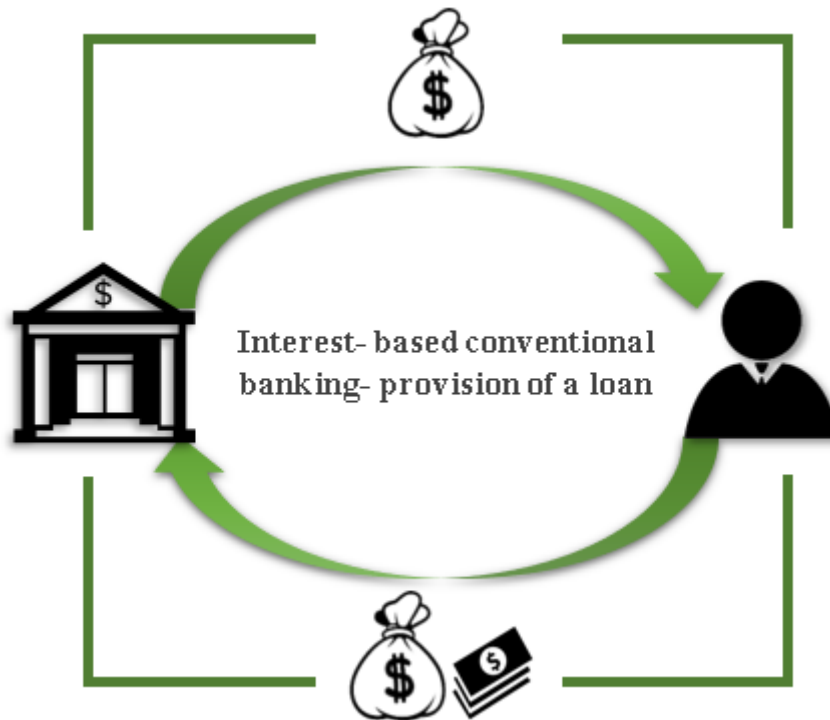 $
$
Interest- based conventional
banking- provision of a loan
$
$